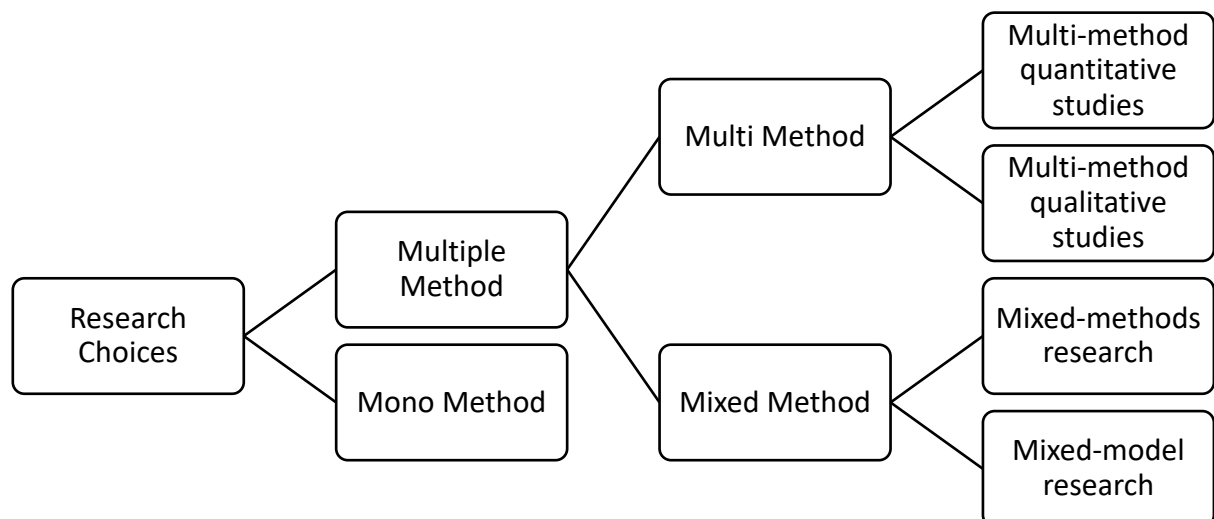 Research
Choices
Multiple
Method
Mono Method
Multi Method
Mixed Method
Multi-method
quantitative
studies
Multi-method
qualitative
studies
Mixed-methods
research
Mixed-model
research